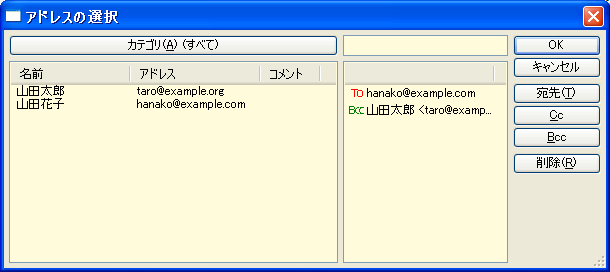 アドレスの選択
カテゴリ(A) (すべて)
名前 アドレス コメント
山田太郎 taro@example.org
山田花子 hanako@example.com
TO hanako@example.com
BCC 山田太郎 <taro@examp...
OK
キャンセル
宛先(T)
Cc
Bcc
削除(R)